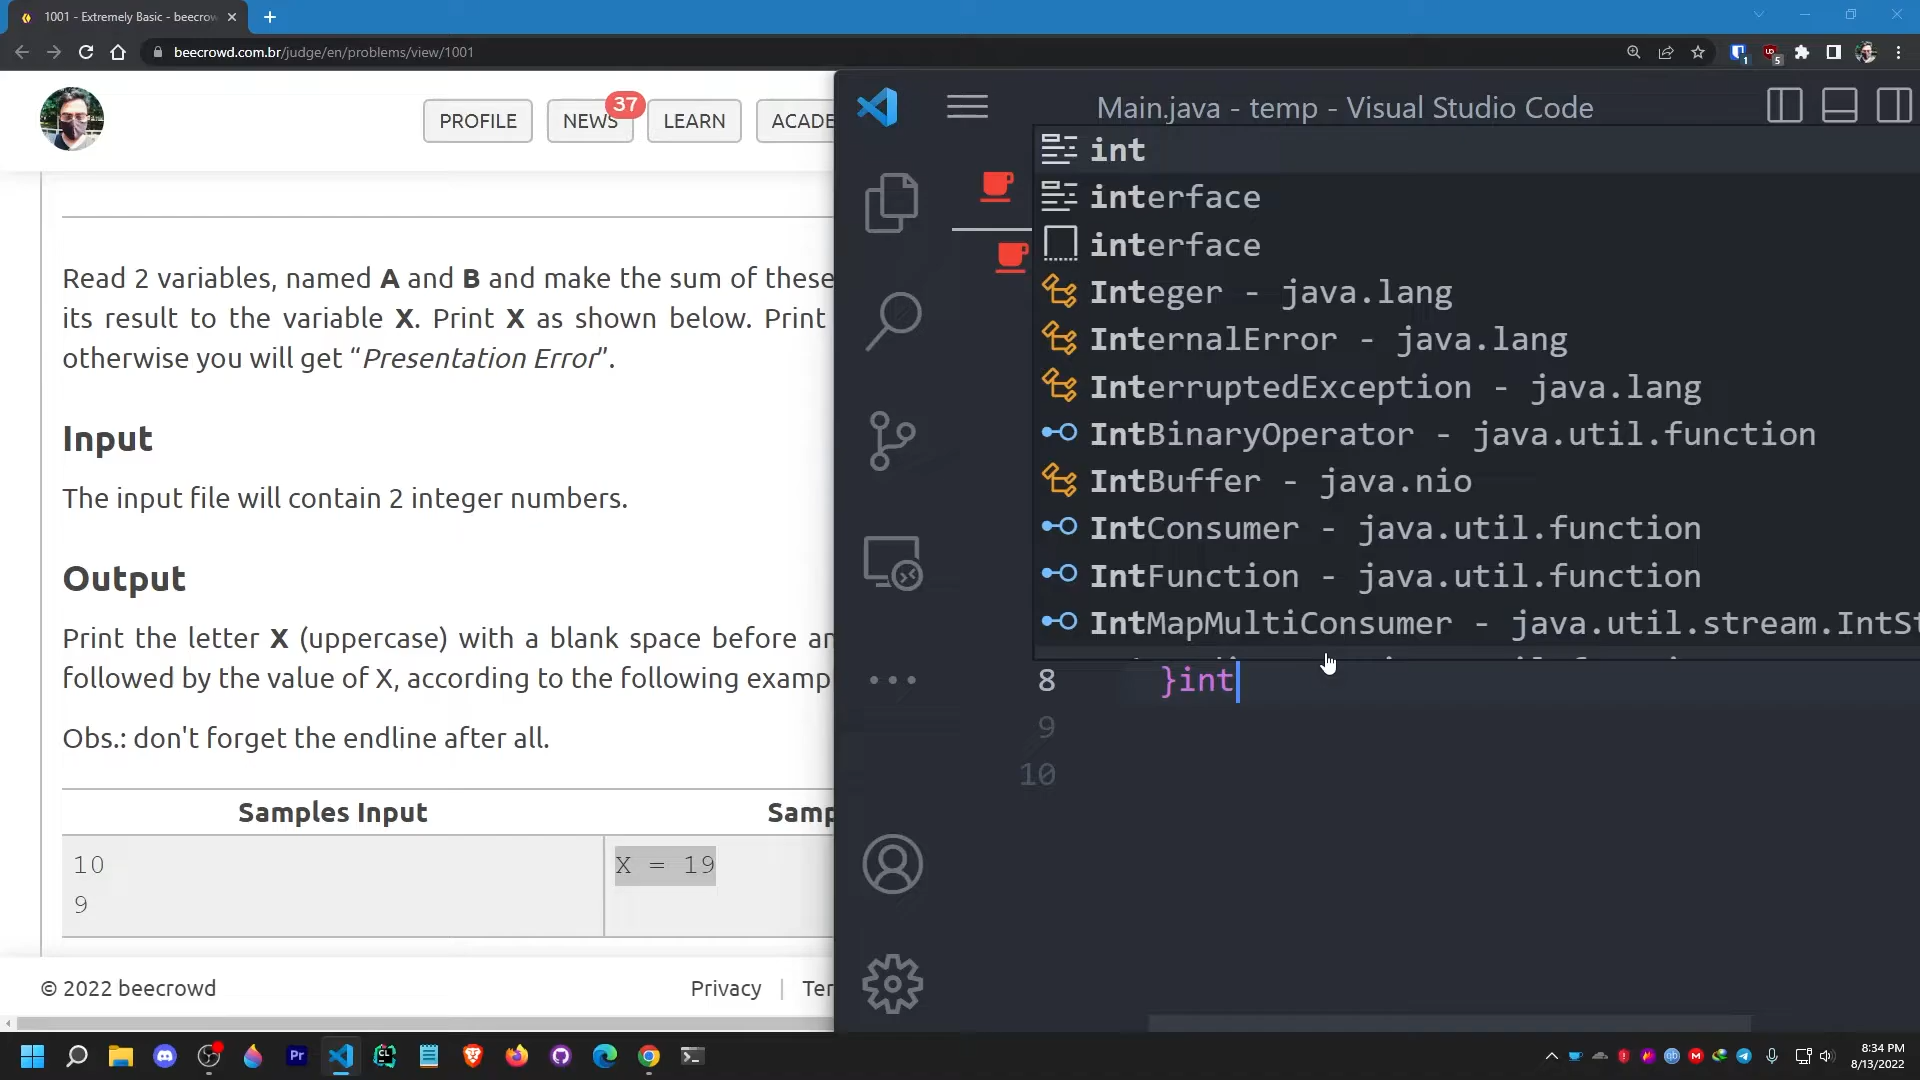 1001 - Extremely Basic - beecrow
beecrowd.com.br/judge/en/problems/view/1001
1
5
PROFILE
NEWS
37
LEARN
ACADE
Read 2 variables, named A and B and make the sum of these
its result to the variable X. Print X as shown below. Print
otherwise you will get “Presentation Error”.
Input
The input file will contain 2 integer numbers.
Output
Print the letter X (uppercase) with a blank space before an
followed by the value of X, according to the following examp
Obs.: don't forget the endline after all.
Samples Input
Samp
10
9
X = 19
© 2022 beecrowd
Privacy
Ter
Main.java - temp - Visual Studio Code
int
interface
interface
Integer - java.lang
InternalError - java.lang
InterruptedException - java.lang
IntBinaryOperator - java.util.function
IntBuffer - java.nio
IntConsumer - java.util.function
IntFunction - java.util.function
IntMapMultiConsumer - java.util.stream.IntSt
8 }int
9
10
Pr
CL
8:34 PM
8/13/2022